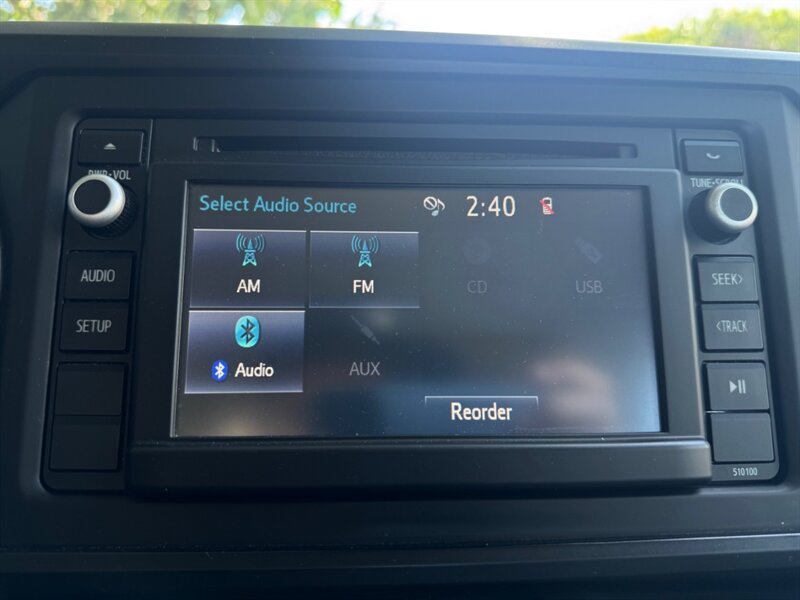 PWR•VOL
TUNE•SCROLL
Select Audio Source
2:40
AM
FM
CD
USB
AUDIO
SEEK>
SETUP
<TRACK
Audio
AUX
Reorder
510100